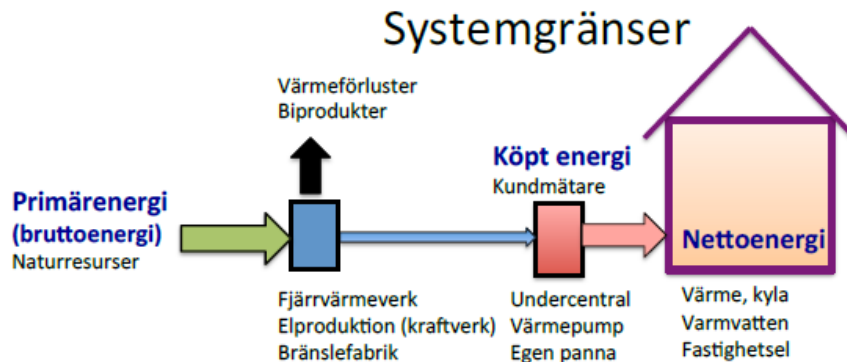 Systemgränser
Värmeförluster
Biprodukter
Köpt energi
Kundmätare
Primärenergi
(bruttoenergi)
Naturresurser
Nettoenergi
Fjärrvärmeverk
Elproduktion (kraftverk)
Bränslefabrik
Undercentral
Värmepump
Egen panna
Värme, kyla
Varmvatten
Fastighetsel